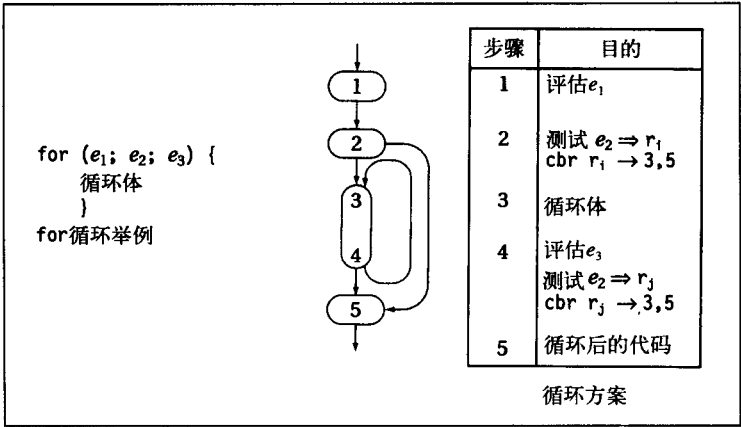 for (e₁; e₂; e₃) {
循环体
}
for循环举例
1
2
3
4
5
步骤 目的
1 评估e₁
2 测试 e₂ ⇒ rᵢ
cbr rᵢ → 3,5
3 循环体
4 评估e₃
测试 e₂ ⇒ rⱼ
cbr rⱼ → 3,5
5 循环后的代码
循环方案